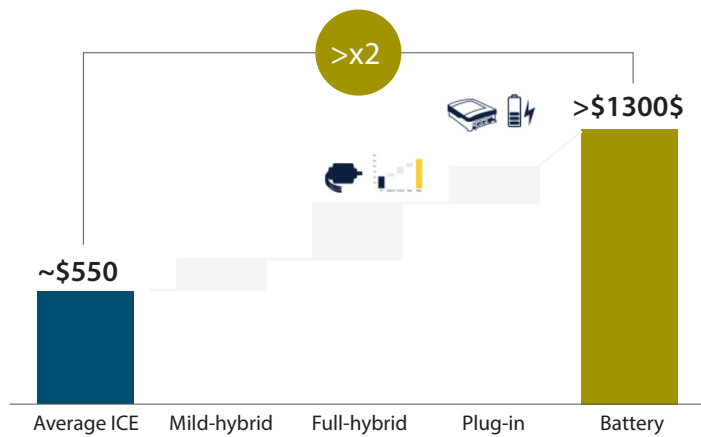 >x2
>$1300$
~$550
Average ICE
Mild-hybrid
Full-hybrid
Plug-in
Battery